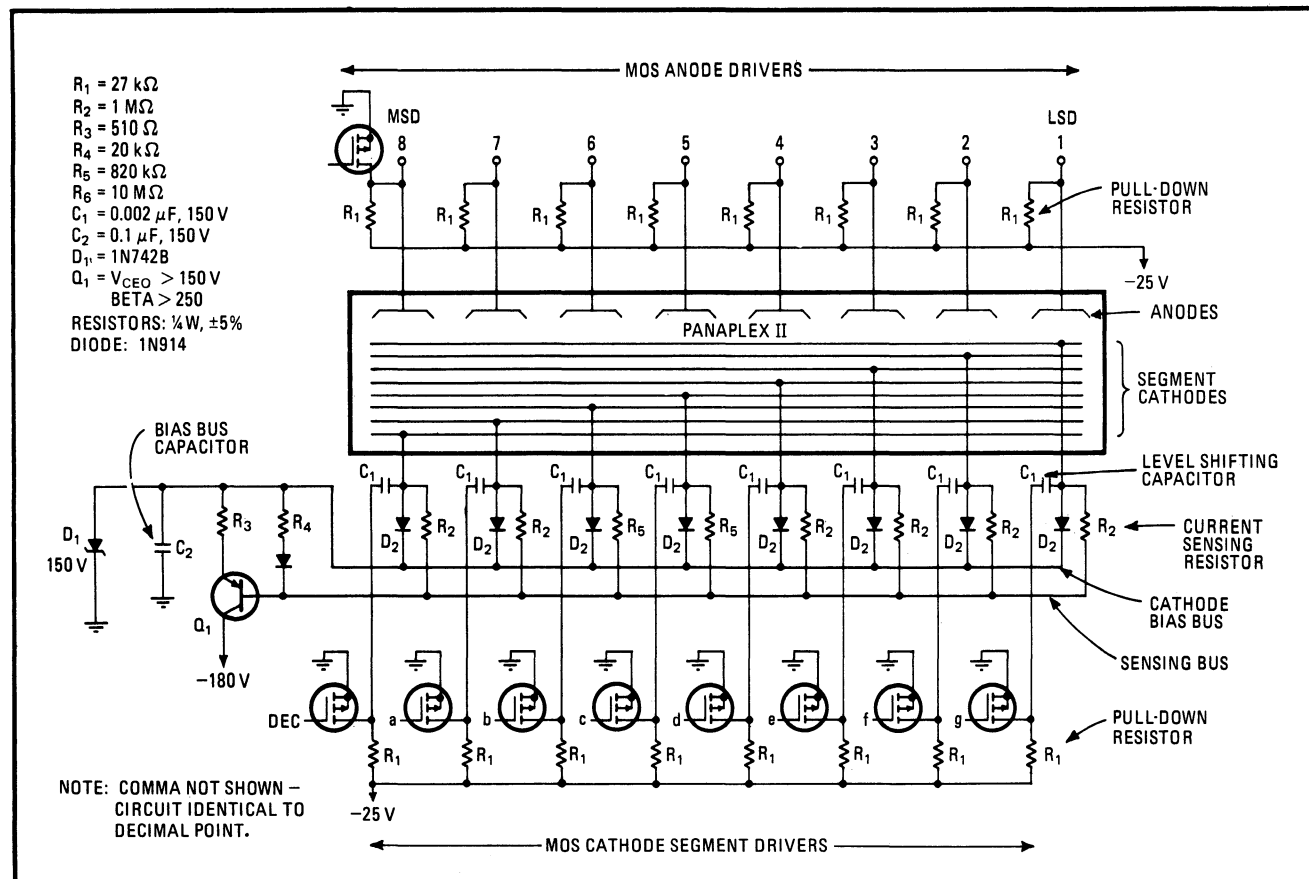 R1 = 27 kΩ
R2 = 1 MΩ
R3 = 510 Ω
R4 = 20 kΩ
R5 = 820 kΩ
R6 = 10 MΩ
C1 = 0.002 μF, 150 V
C2 = 0.1 μF, 150 V
D1 = 1N742B
Q1 = VCEO > 150 V
BETA > 250
RESISTORS: ¼W, ±5%
DIODE: 1N914
MOS ANODE DRIVERS
MSD LSD
8 7 6 5 4 3 2 1
R1 R1 R1 R1 R1 R1 R1 R1
PULL-DOWN
RESISTOR
−25 V
ANODES
PANAPLEX II
SEGMENT
CATHODES
BIAS BUS
CAPACITOR
LEVEL SHIFTING
CAPACITOR
C1 C1 C1 C1 C1 C1 C1 C1
D1
150 V
C2
R3 R4
R2 R2 R5 R5 R2 R2 R2 R2
D2 D2 D2 D2 D2 D2 D2 D2
CURRENT
SENSING
RESISTOR
Q1
−180 V
CATHODE
BIAS BUS
SENSING BUS
DEC a b c d e f g
R1 R1 R1 R1 R1 R1 R1 R1
PULL-DOWN
RESISTOR
−25 V
NOTE: COMMA NOT SHOWN –
CIRCUIT IDENTICAL TO
DECIMAL POINT.
MOS CATHODE SEGMENT DRIVERS